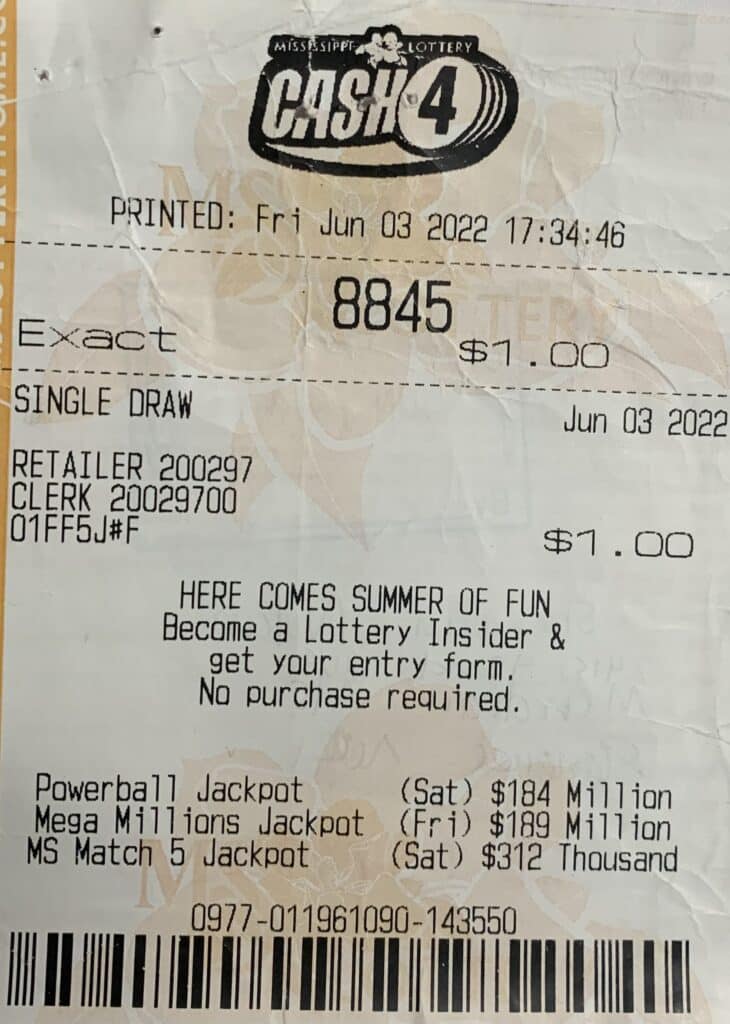 MISSISSIPPI LOTTERY
CASH 4
PRINTED: Fri Jun 03 2022 17:34:46
8845
Exact $1.00
SINGLE DRAW Jun 03 2022
RETAILER 200297
CLERK 20029700
01FF5J#F $1.00
HERE COMES SUMMER OF FUN
Become a Lottery Insider &
get your entry form.
No purchase required.
Powerball Jackpot (Sat) $184 Million
Mega Millions Jackpot (Fri) $189 Million
MS Match 5 Jackpot (Sat) $312 Thousand
0977-011961090-143550